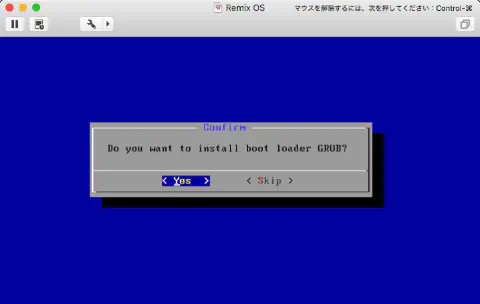 Remix OS
マウスを解除するには、次を押してください：Control-⌘
Confirm
Do you want to install boot loader GRUB?
< Yes > < Skip >